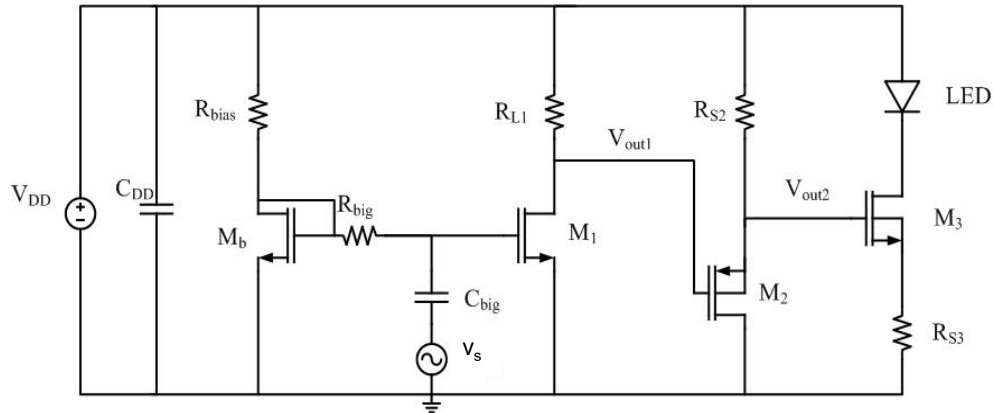 R_bias
R_L1
R_S2
LED
V_out1
V_DD
C_DD
R_big
V_out2
M_b
M_1
M_3
M_2
C_big
V_s
R_S3
+
-